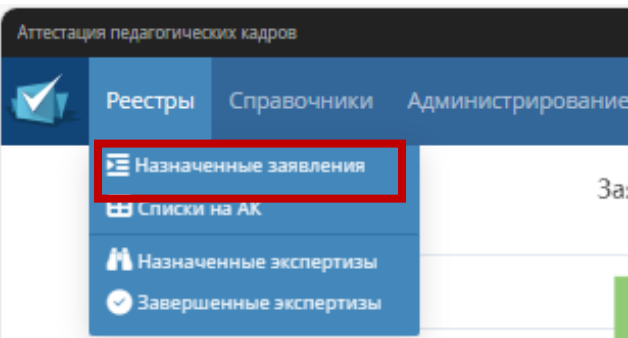 Аттестация педагогических кадров
Реестры Справочники Администрирование
Назначенные заявления
Списки на АК
Назначенные экспертизы
Завершенные экспертизы